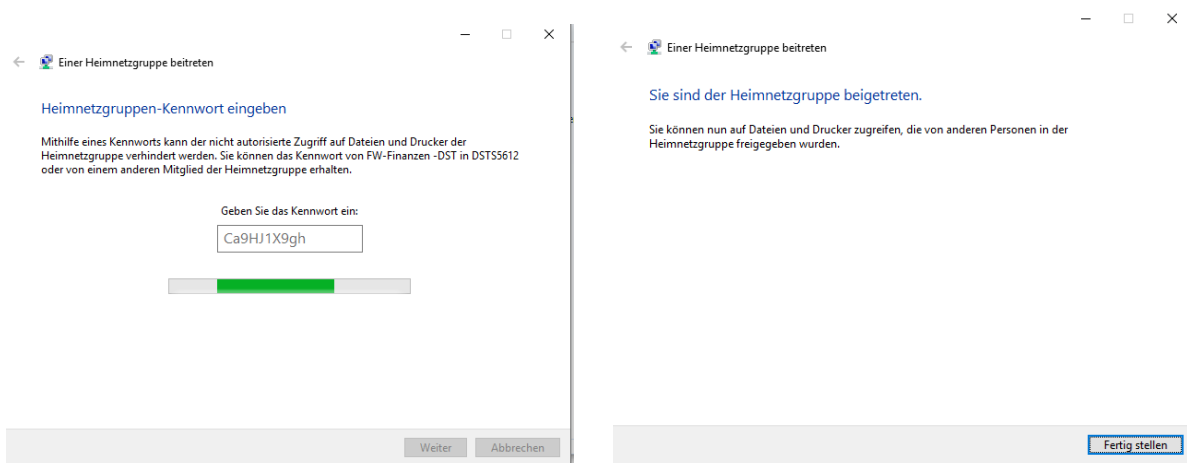 Einer Heimnetzgruppe beitreten
Heimnetzgruppen-Kennwort eingeben
Mithilfe eines Kennworts kann der nicht autorisierte Zugriff auf Dateien und Drucker der
Heimnetzgruppe verhindert werden. Sie können das Kennwort von FW-Finanzen -DST in DSTS5612
oder von einem anderen Mitglied der Heimnetzgruppe erhalten.
Geben Sie das Kennwort ein:
Ca9HJ1X9gh
Weiter
Abbrechen
Einer Heimnetzgruppe beitreten
Sie sind der Heimnetzgruppe beigetreten.
Sie können nun auf Dateien und Drucker zugreifen, die von anderen Personen in der
Heimnetzgruppe freigegeben wurden.
Fertig stellen